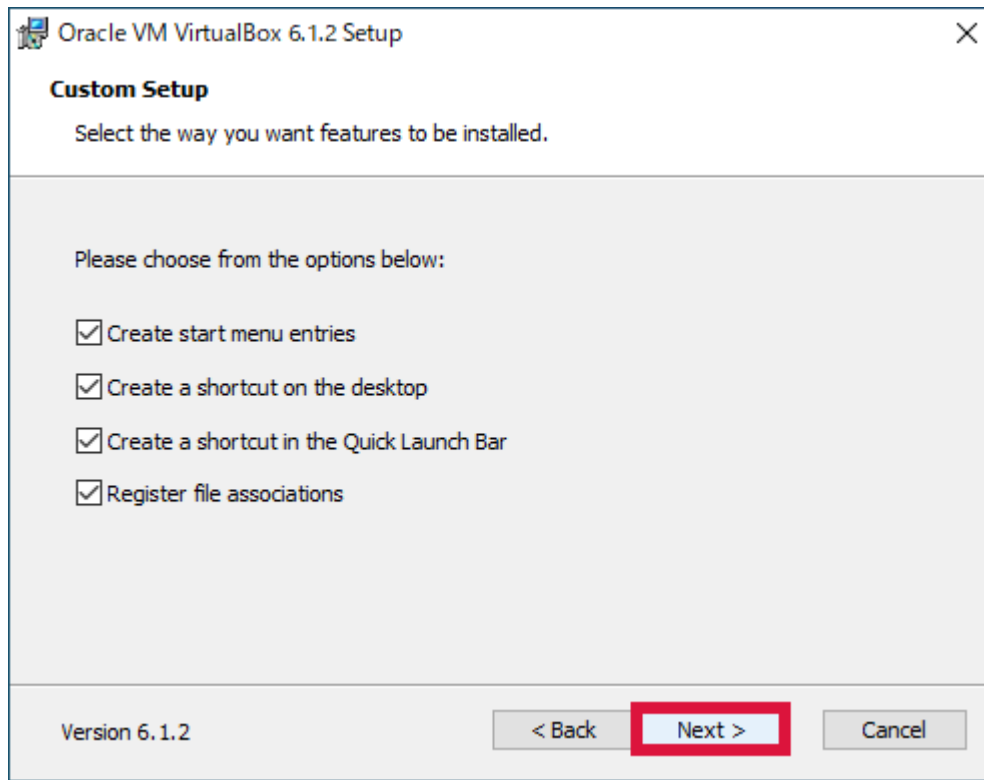 Oracle VM VirtualBox 6.1.2 Setup
Custom Setup
Select the way you want features to be installed.
Please choose from the options below:
Create start menu entries
Create a shortcut on the desktop
Create a shortcut in the Quick Launch Bar
Register file associations
Version 6.1.2
< Back
Next >
Cancel